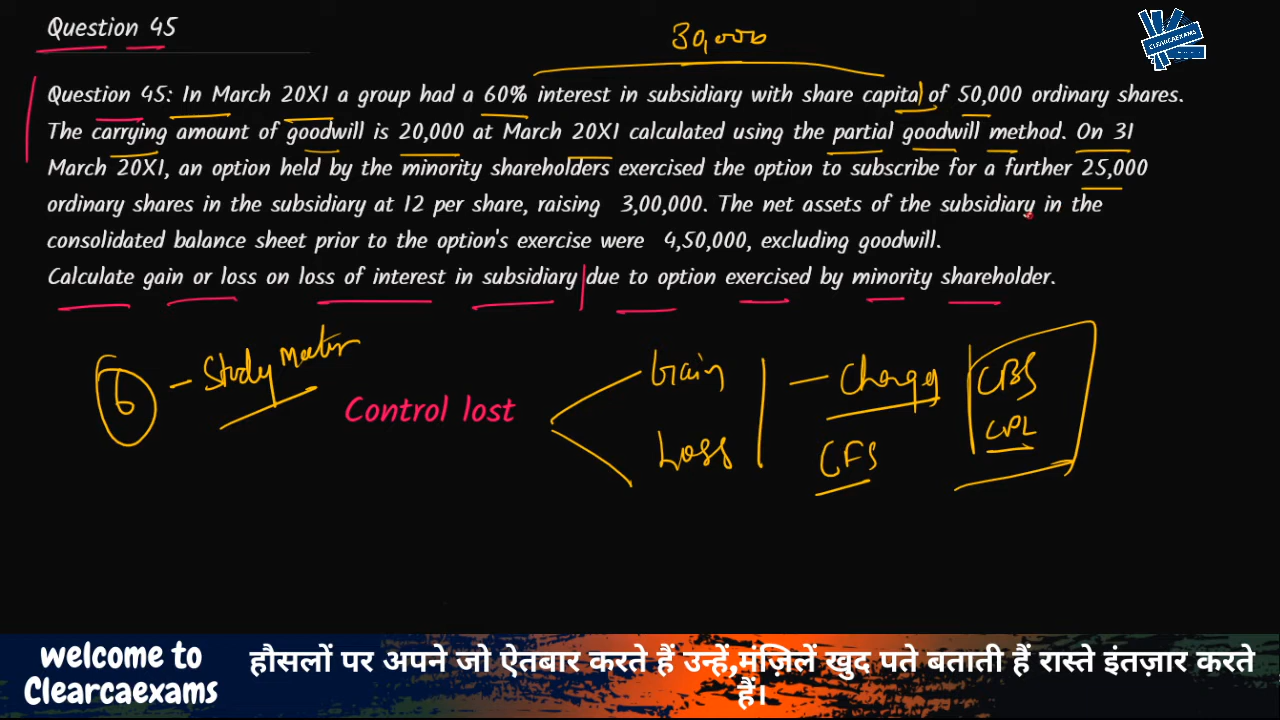 Question 45
30,000
CLEARCAEXAMS
Question 45: In March 20X1 a group had a 60% interest in subsidiary with share capital of 50,000 ordinary shares.
The carrying amount of goodwill is 20,000 at March 20X1 calculated using the partial goodwill method. On 31
March 20X1, an option held by the minority shareholders exercised the option to subscribe for a further 25,000
ordinary shares in the subsidiary at 12 per share, raising 3,00,000. The net assets of the subsidiary in the
consolidated balance sheet prior to the option's exercise were 4,50,000, excluding goodwill.
Calculate gain or loss on loss of interest in subsidiary due to option exercised by minority shareholder.
6 - Study
Control lost
Gain
Loss
CFS
CBS
CPL
welcome to
Clearcaexams
हौसलों पर अपने जो ऐतबार करते हैं उन्हें,मंज़िलें खुद पते बताती हैं रास्ते इंतज़ार करते
हैं।